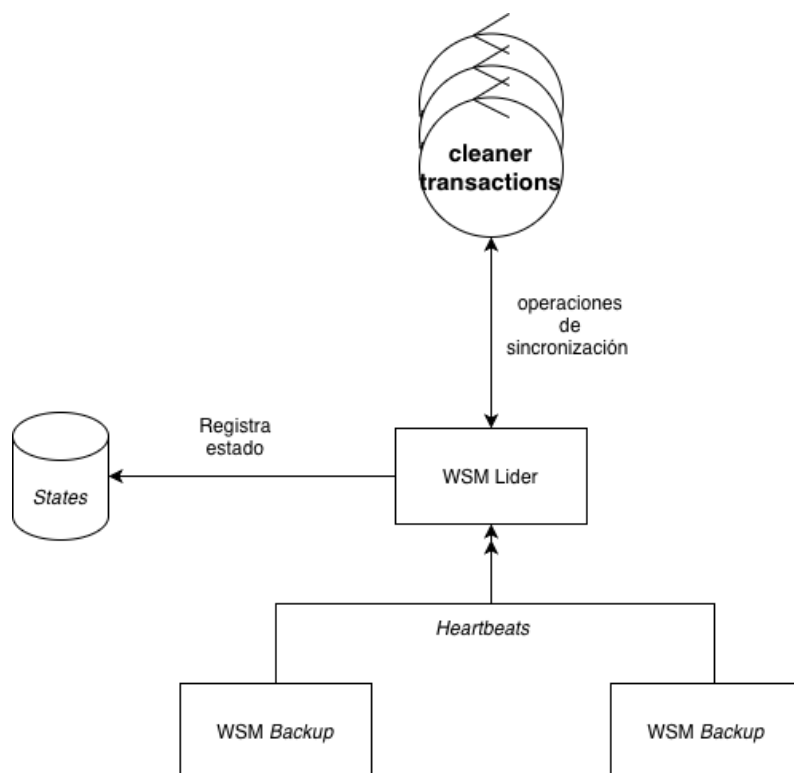 cleaner
transactions
operaciones
de
sincronización
Registra
estado
WSM Lider
States
Heartbeats
WSM Backup
WSM Backup